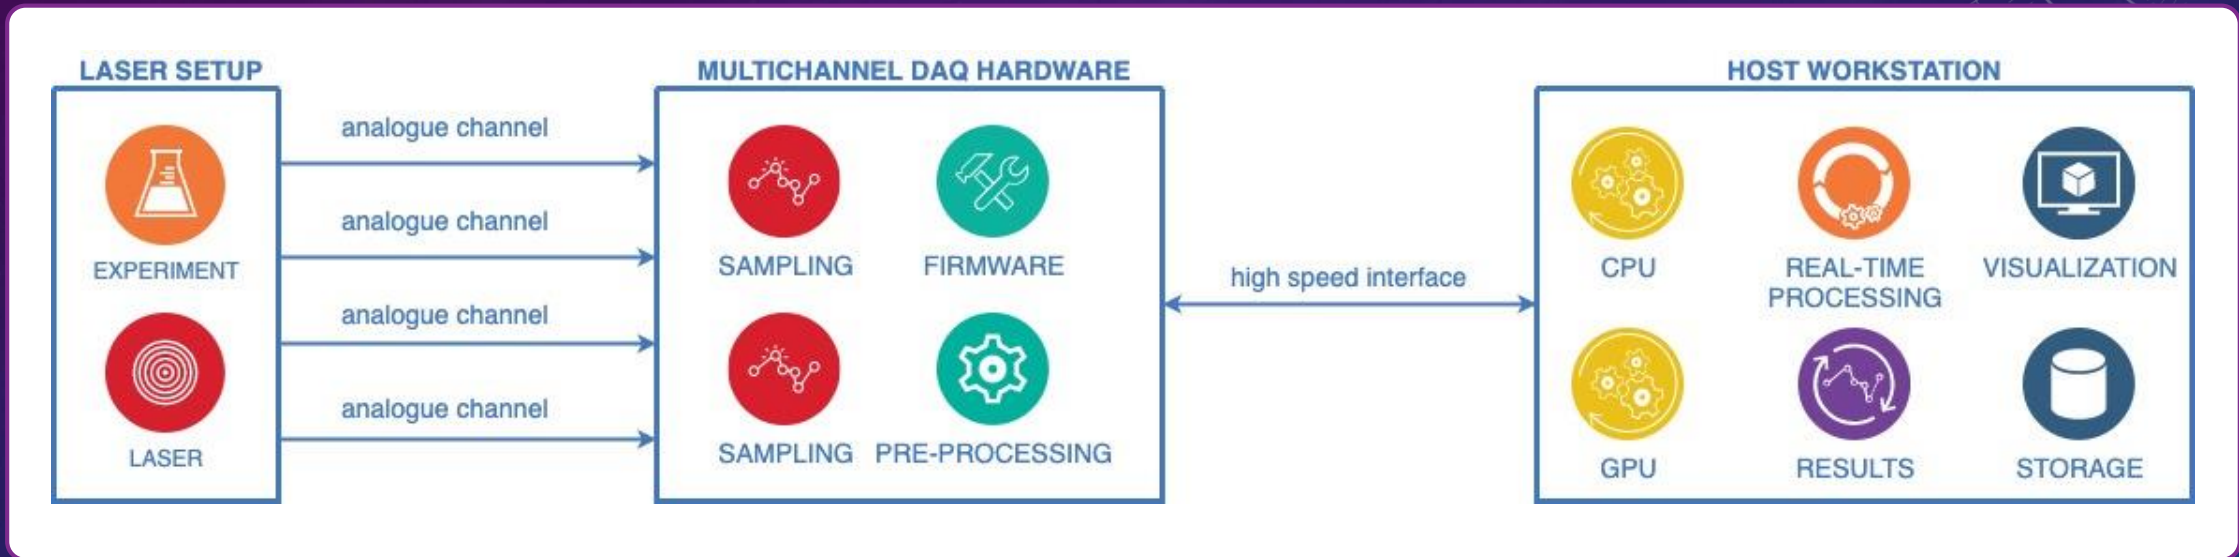 LASER SETUP
EXPERIMENT
LASER
analogue channel
analogue channel
analogue channel
analogue channel
MULTICHANNEL DAQ HARDWARE
SAMPLING
FIRMWARE
SAMPLING
PRE-PROCESSING
high speed interface
HOST WORKSTATION
CPU
REAL-TIME
PROCESSING
VISUALIZATION
GPU
RESULTS
STORAGE